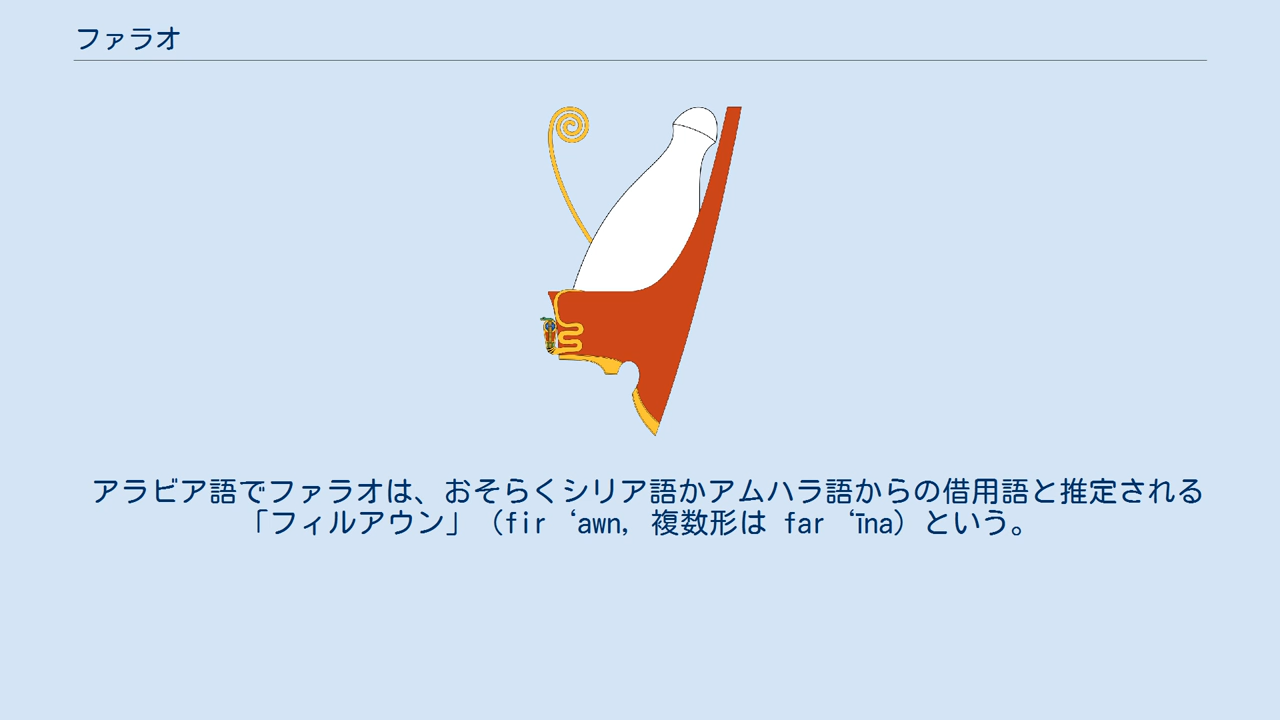 ファラオ
アラビア語でファラオは、おそらくシリア語かアムハラ語からの借用語と推定される
「フィルアウン」（fir‘awn, 複数形は far‘īna）という。